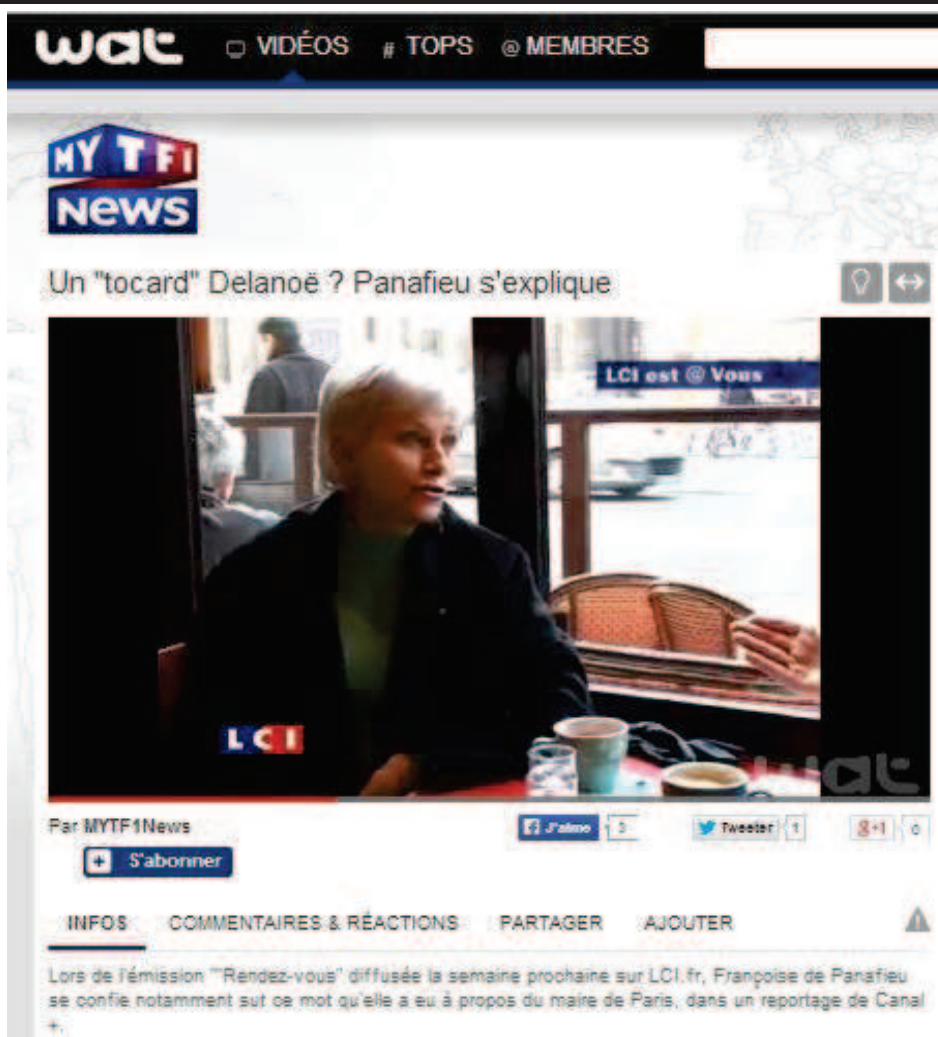 wat VIDÉOS # TOPS @ MEMBRES
MY TF1
News
Un "tocard" Delanoë ? Panafieu s'explique
LCI est @ Vous
LCI
wat
Par MYTF1News
J'aime 3 Tweeter 1 g+1 0
+ S'abonner
INFOS COMMENTAIRES & RÉACTIONS PARTAGER AJOUTER
Lors de l'émission ""Rendez-vous" diffusée la semaine prochaine sur LCI.fr, Françoise de Panafieu
se confie notamment sut ce mot qu'elle a eu à propos du maire de Paris, dans un reportage de Canal
+.